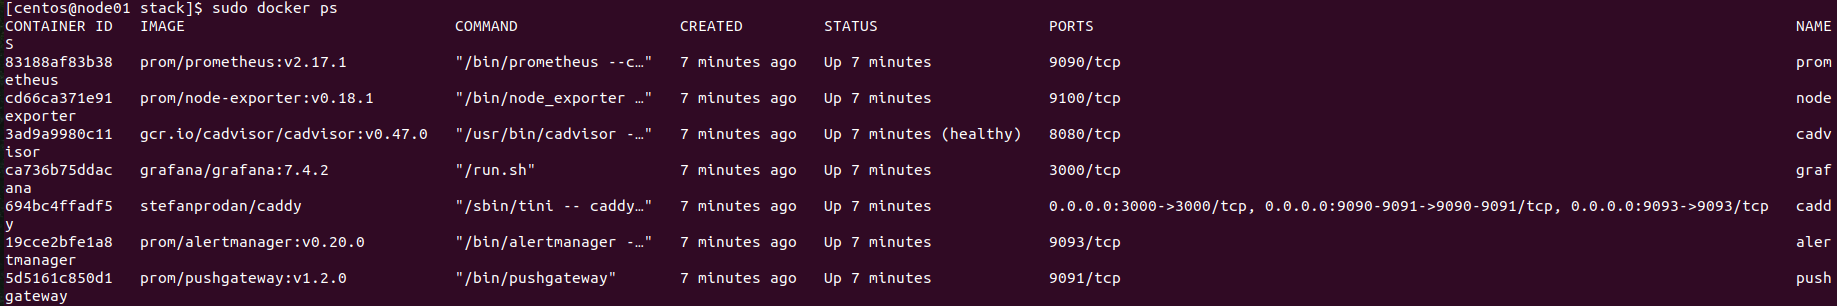 [centos@node01 stack]$ sudo docker ps
CONTAINER ID   IMAGE                              COMMAND                  CREATED         STATUS                   PORTS                                                                              NAME
S
83188af83b38   prom/prometheus:v2.17.1            "/bin/prometheus --c…"   7 minutes ago   Up 7 minutes             9090/tcp                                                                           prom
etheus
cd66ca371e91   prom/node-exporter:v0.18.1         "/bin/node_exporter …"   7 minutes ago   Up 7 minutes             9100/tcp                                                                           node
exporter
3ad9a9980c11   gcr.io/cadvisor/cadvisor:v0.47.0   "/usr/bin/cadvisor -…"   7 minutes ago   Up 7 minutes (healthy)   8080/tcp                                                                           cadv
isor
ca736b75ddac   grafana/grafana:7.4.2              "/run.sh"                7 minutes ago   Up 7 minutes             3000/tcp                                                                           graf
ana
694bc4ffadf5   stefanprodan/caddy                 "/sbin/tini -- caddy…"   7 minutes ago   Up 7 minutes             0.0.0.0:3000->3000/tcp, 0.0.0.0:9090-9091->9090-9091/tcp, 0.0.0.0:9093->9093/tcp   cadd
y
19cce2bfe1a8   prom/alertmanager:v0.20.0          "/bin/alertmanager -…"   7 minutes ago   Up 7 minutes             9093/tcp                                                                           aler
tmanager
5d5161c850d1   prom/pushgateway:v1.2.0            "/bin/pushgateway"       7 minutes ago   Up 7 minutes             9091/tcp                                                                           push
gateway